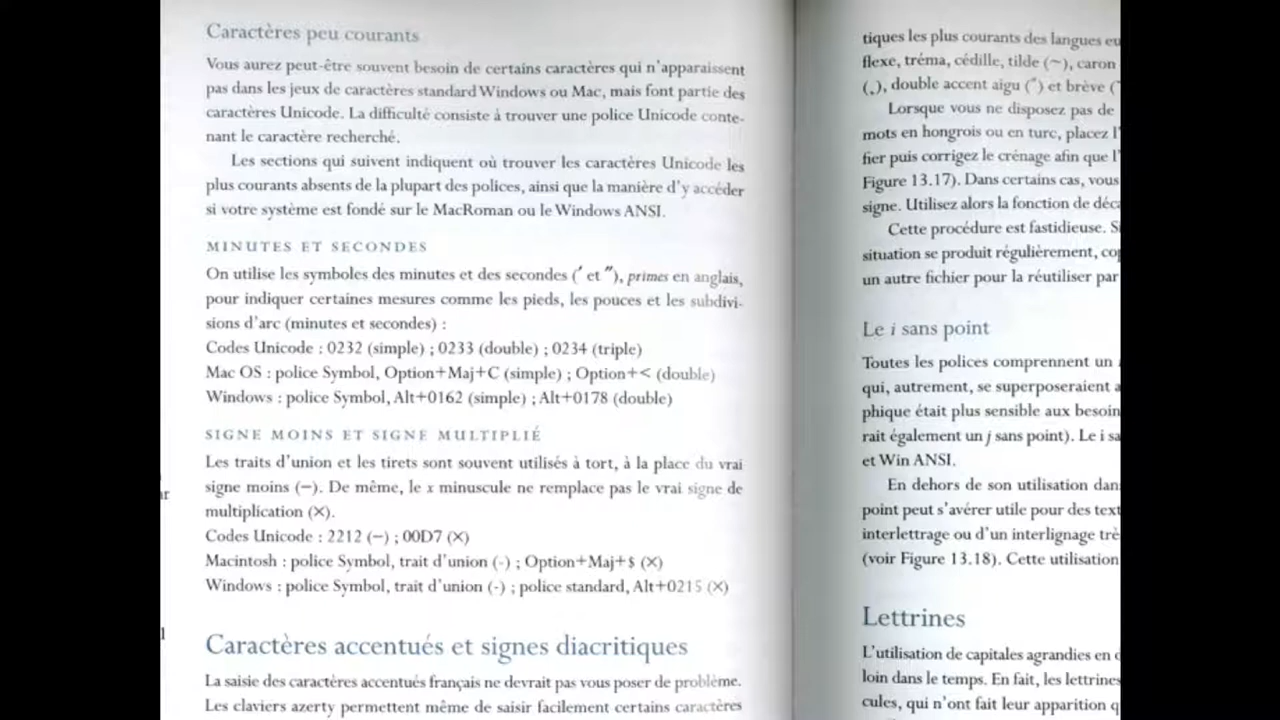 Caractères peu courants
Vous aurez peut-être souvent besoin de certains caractères qui n'apparaissent
pas dans les jeux de caractères standard Windows ou Mac, mais font partie des
caractères Unicode. La difficulté consiste à trouver une police Unicode conte-
nant le caractère recherché.
Les sections qui suivent indiquent où trouver les caractères Unicode les
plus courants absents de la plupart des polices, ainsi que la manière d'y accéder
si votre système est fondé sur le MacRoman ou le Windows ANSI.
MINUTES ET SECONDES
On utilise les symboles des minutes et des secondes (′ et ″), primes en anglais,
pour indiquer certaines mesures comme les pieds, les pouces et les subdivi-
sions d'arc (minutes et secondes) :
Codes Unicode : 0232 (simple) ; 0233 (double) ; 0234 (triple)
Mac OS : police Symbol, Option+Maj+C (simple) ; Option+< (double)
Windows : police Symbol, Alt+0162 (simple) ; Alt+0178 (double)
SIGNE MOINS ET SIGNE MULTIPLIÉ
Les traits d'union et les tirets sont souvent utilisés à tort, à la place du vrai
signe moins (−). De même, le x minuscule ne remplace pas le vrai signe de
multiplication (×).
Codes Unicode : 2212 (−) ; 00D7 (×)
Macintosh : police Symbol, trait d'union (-) ; Option+Maj+$ (×)
Windows : police Symbol, trait d'union (-) ; police standard, Alt+0215 (×)
Caractères accentués et signes diacritiques
La saisie des caractères accentués français ne devrait pas vous poser de problème.
Les claviers azerty permettent même de saisir facilement certains caractères
tiques les plus courants des langues eu
flexe, tréma, cédille, tilde (~), caron
(˛), double accent aigu (˝) et brève (˘
Lorsque vous ne disposez pas de
mots en hongrois ou en turc, placez l'
fier puis corrigez le crénage afin que l'
Figure 13.17). Dans certains cas, vous
signe. Utilisez alors la fonction de déca
Cette procédure est fastidieuse. Si
situation se produit régulièrement, cop
un autre fichier pour la réutiliser par
Le i sans point
Toutes les polices comprennent un i
qui, autrement, se superposeraient a
phique était plus sensible aux besoin
rait également un j sans point). Le i sa
et Win ANSI.
En dehors de son utilisation dans
point peut s'avérer utile pour des text
interlettrage ou d'un interlignage trè
(voir Figure 13.18). Cette utilisation
Lettrines
L'utilisation de capitales agrandies en d
loin dans le temps. En fait, les lettrines
cules, qui n'ont fait leur apparition q